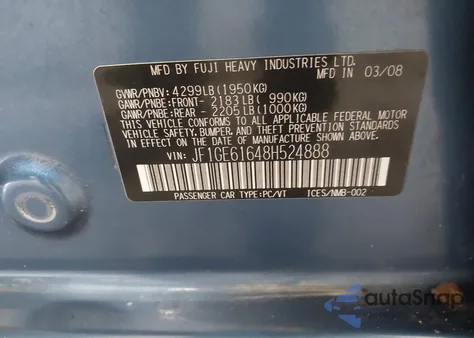 MFD. BY FUJI HEAVY INDUSTRIES LTD.
IN 03/08
GVWR/PNBV: 4299LB(1950KG)
GAWR/PNBE:FRONT- 2183LB( 990KG)
GAWR/PNBE:REAR - 2205LB(1000KG)
THIS VEHICLE CONFORMS TO ALL APPLICABLE FEDERAL MOTOR
VEHICLE SAFETY, BUMPER, AND THEFT PREVENTION STANDARDS
IN EFFECT ON THE DATE OF MANUFACTURE SHOWN ABOVE.
VIN: JF1GE61648H524888
PASSENGER CAR TYPE:PC/VT ICES/NMB-002
autaSnap